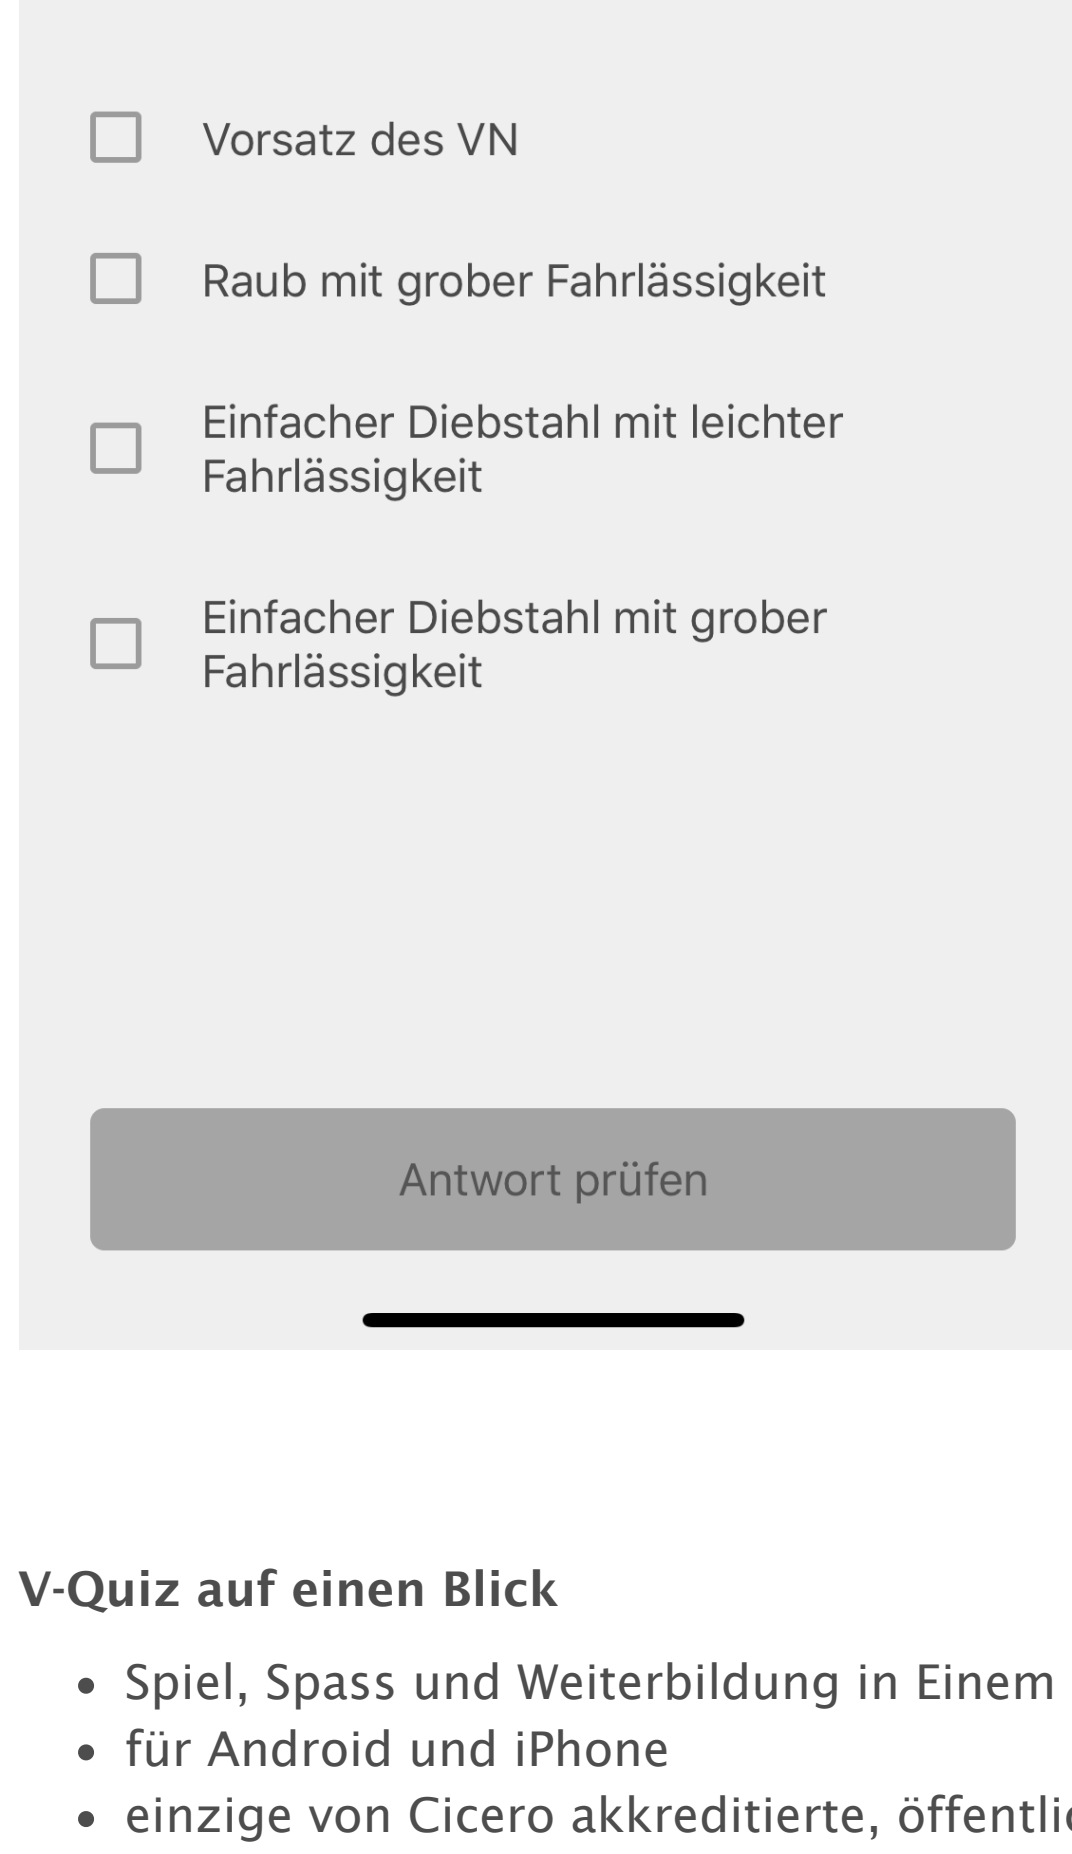 Vorsatz des VN
Raub mit grober Fahrlässigkeit
Einfacher Diebstahl mit leichter
Fahrlässigkeit
Einfacher Diebstahl mit grober
Fahrlässigkeit
Antwort prüfen
V-Quiz auf einen Blick
• Spiel, Spass und Weiterbildung in Einem
• für Android und iPhone
• einzige von Cicero akkreditierte,